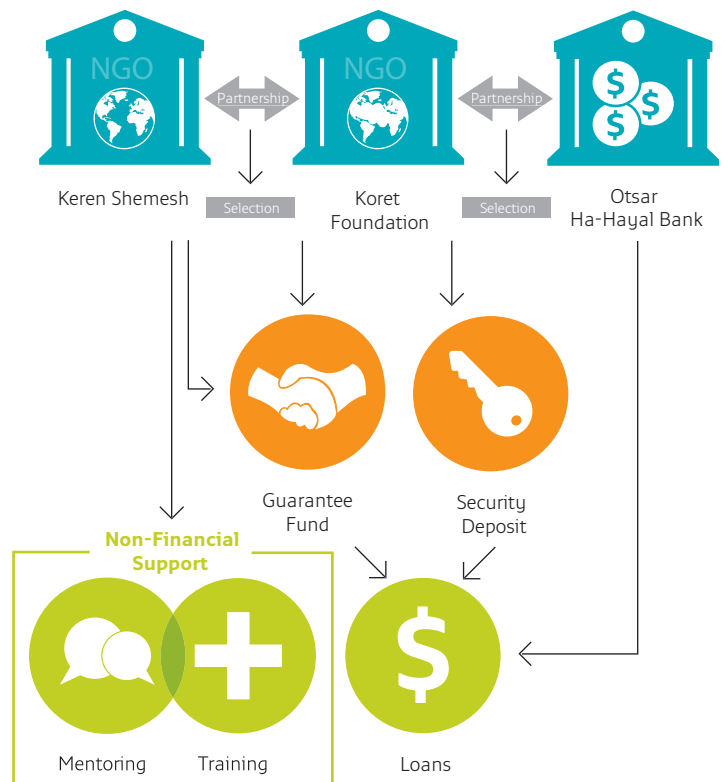 NGO
NGO
Partnership
Partnership
Keren Shemesh
Selection
Koret
Foundation
Selection
Otsar
Ha-Hayal Bank
Guarantee
Fund
Security
Deposit
Non-Financial
Support
Mentoring
Training
Loans